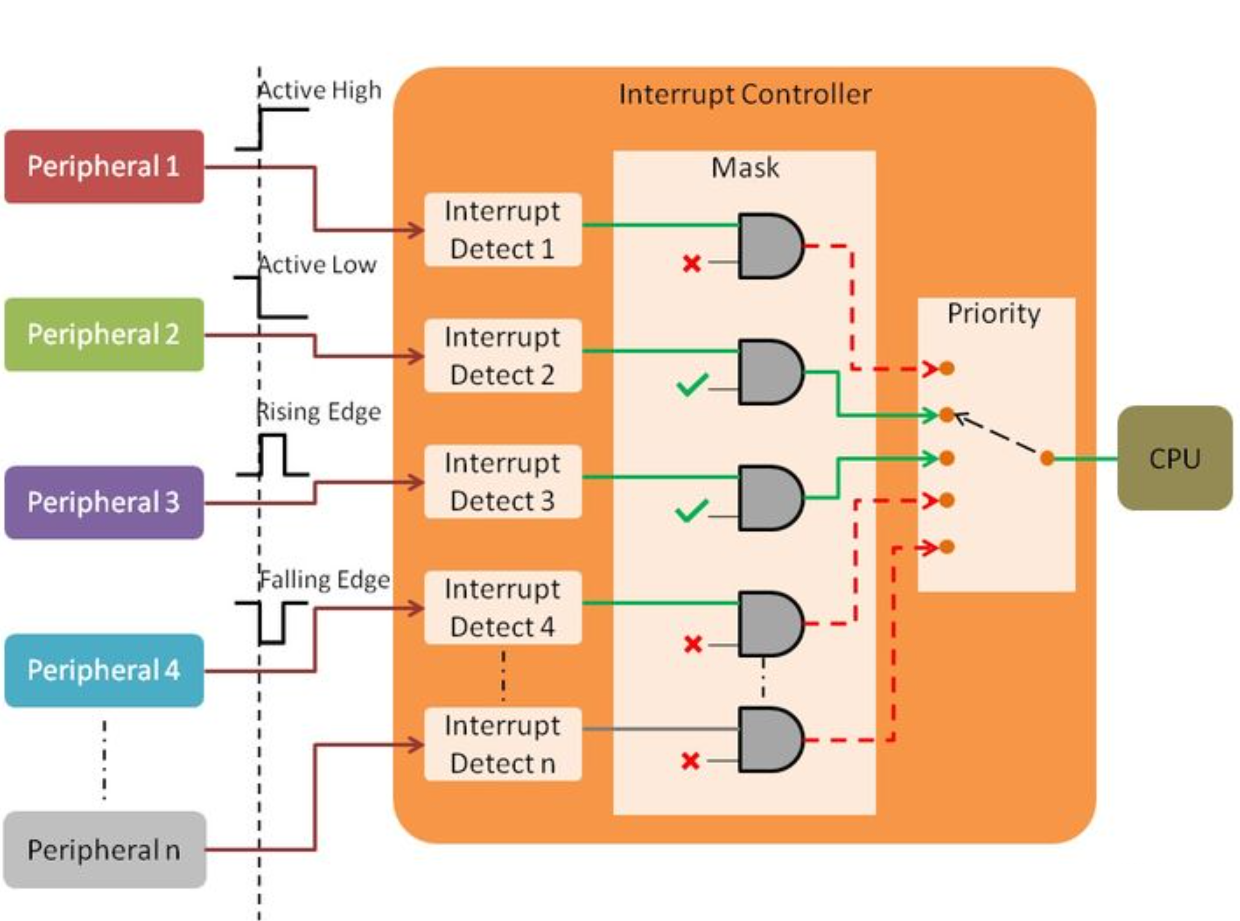 Interrupt Controller
Active High
Peripheral 1
Mask
Interrupt
Detect 1
Active Low
Peripheral 2
Interrupt
Detect 2
Priority
Rising Edge
Peripheral 3
Interrupt
Detect 3
CPU
Falling Edge
Peripheral 4
Interrupt
Detect 4
Interrupt
Detect n
Peripheral n